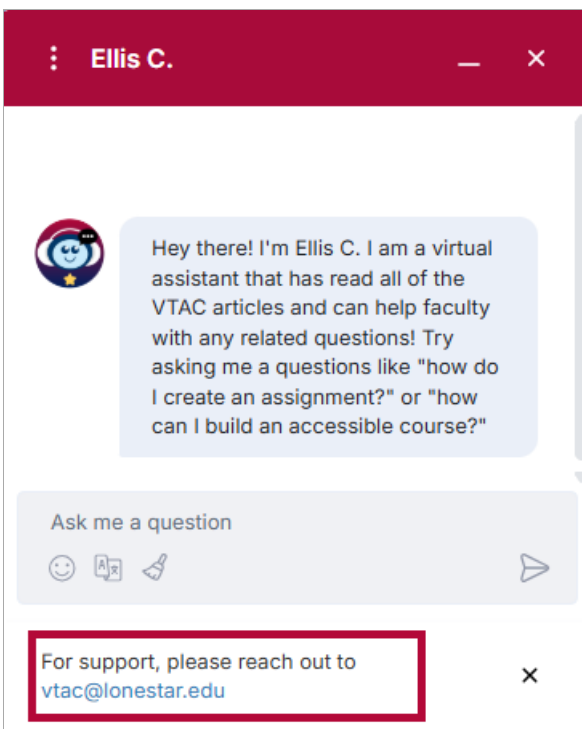 Ellis C.
Hey there! I'm Ellis C. I am a virtual
assistant that has read all of the
VTAC articles and can help faculty
with any related questions! Try
asking me a questions like "how do
I create an assignment?" or "how
can I build an accessible course?"
Ask me a question
For support, please reach out to
vtac@lonestar.edu